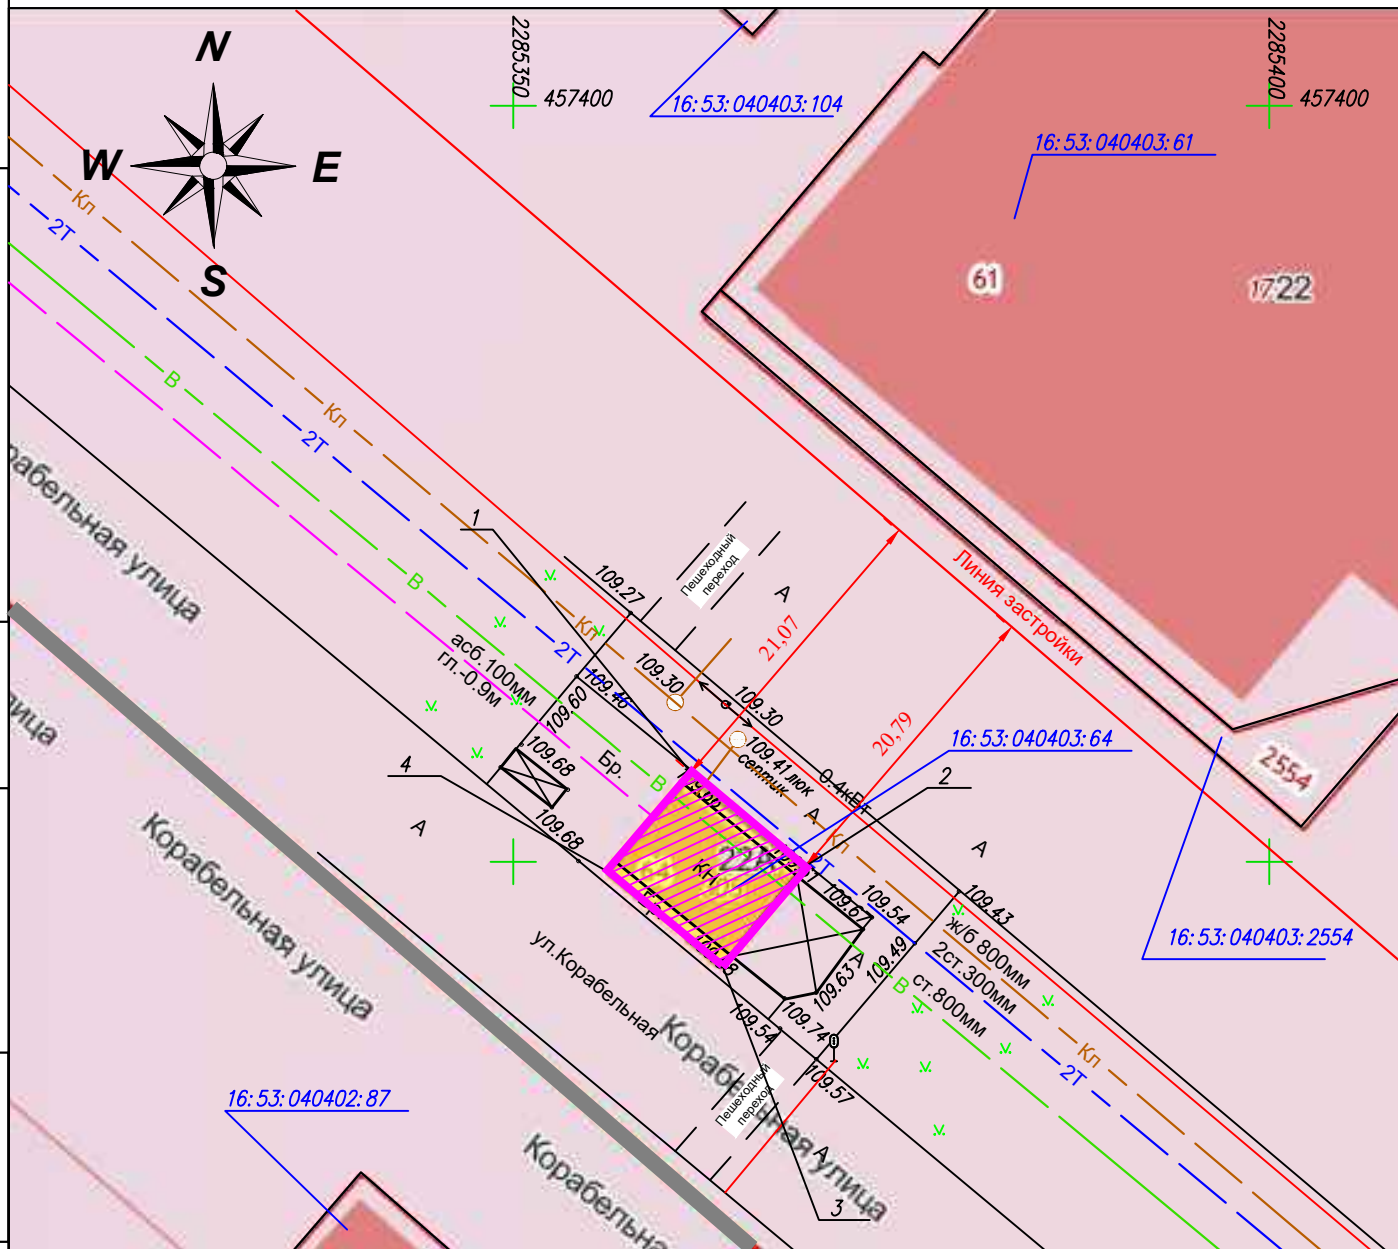 N
W
E
S
2285350
457400
2285400
457400
16:53:040403:104
16:53:040403:61
61
1722
Кл
2Т
В
Кл
2Т
В
Корабельная улица
1
109.27
Пешеходный
переход
А
21,07
Линия застройки
20,79
Кл
2Т
асб.100мм
гл.-0.9м
109.30
109.46
109.60
109.30
109.41 люк
септик
109.68
Бр.
В
4
16:53:040403:64
2
0.4кВт
А
Кл
2Т
2554
109.68
А
КН
А
109.67
109.54
109.43
109.49
109.63
А
В
ж/б 800мм
2ст.300мм
ст.800мм
16:53:040403:2554
ул.Корабельная
Корабельная улица
109.54
109.74
109.57
Кл
2Т
Пешеходный
переход
А
Корабельная улица
3
16:53:040402:87